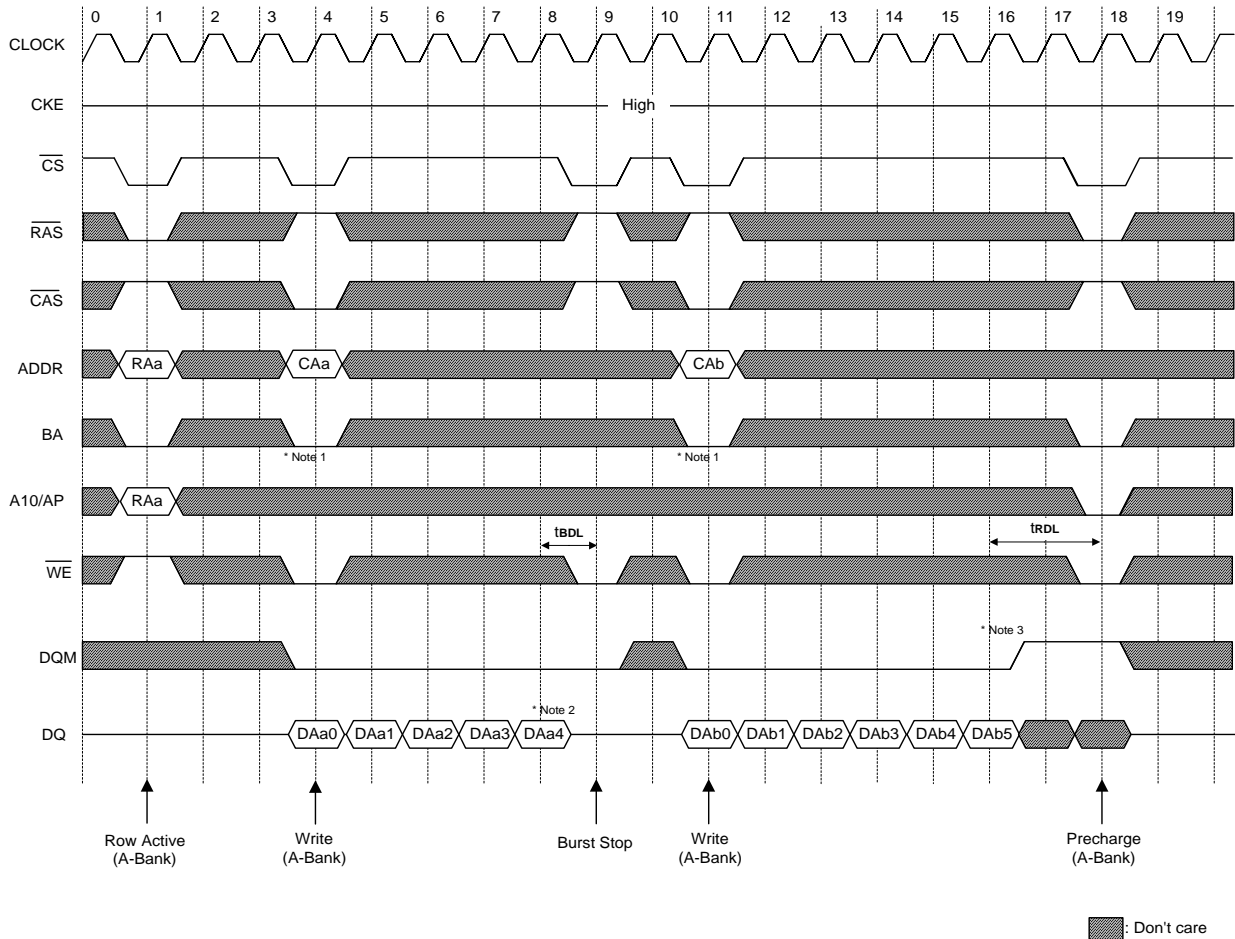 0 1 2 3 4 5 6 7 8 9 10 11 12 13 14 15 16 17 18 19
CLOCK
CKE High
CS
RAS
CAS
ADDR RAa CAa CAb
BA
* Note 1 * Note 1
A10/AP RAa
tBDL tRDL
WE
* Note 3
DQM
* Note 2
DQ DAa0 DAa1 DAa2 DAa3 DAa4 DAb0 DAb1 DAb2 DAb3 DAb4 DAb5
Row Active Write Burst Stop Write Precharge
(A-Bank) (A-Bank) (A-Bank) (A-Bank)
: Don't care